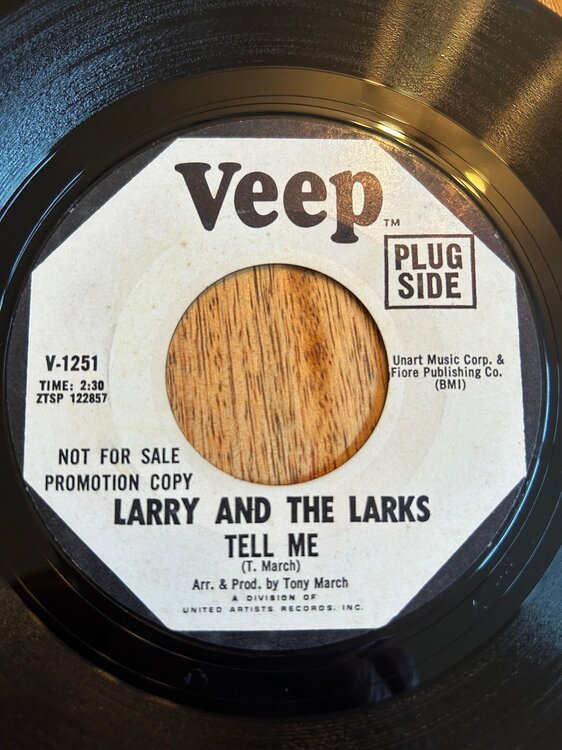 Veep™
PLUG
SIDE
V-1251
TIME: 2:30
ZTSP 122857
Unart Music Corp. &
Fiore Publishing Co.
(BMI)
NOT FOR SALE
PROMOTION COPY
LARRY AND THE LARKS
TELL ME
(T. March)
Arr. & Prod. by Tony March
A DIVISION OF
UNITED ARTISTS RECORDS, INC.